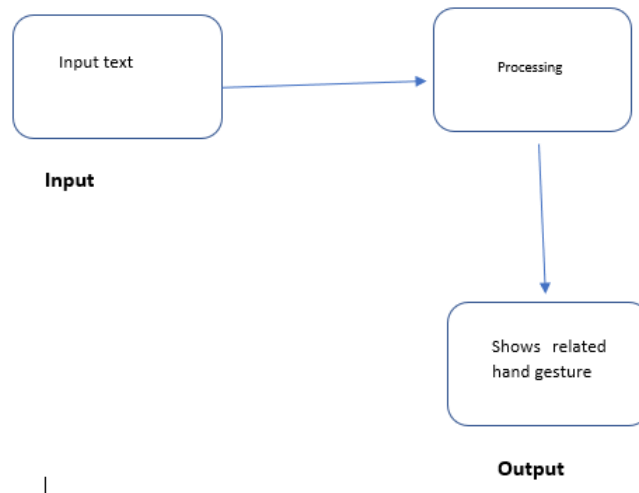 Input text
Processing
Input
Shows related
hand gesture
Output